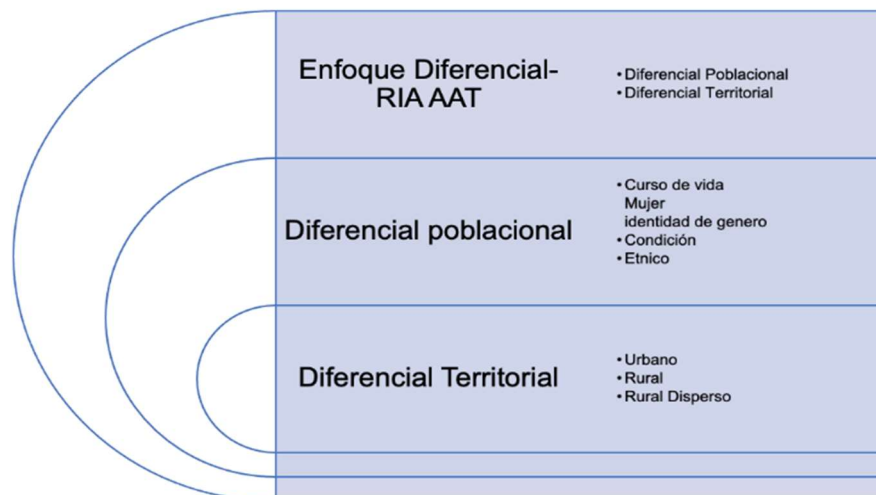 Enfoque Diferencial-
RIA AAT
• Diferencial Poblacional
• Diferencial Territorial
Diferencial poblacional
• Curso de vida
Mujer
identidad de genero
• Condición
• Etnico
Diferencial Territorial
• Urbano
• Rural
• Rural Disperso